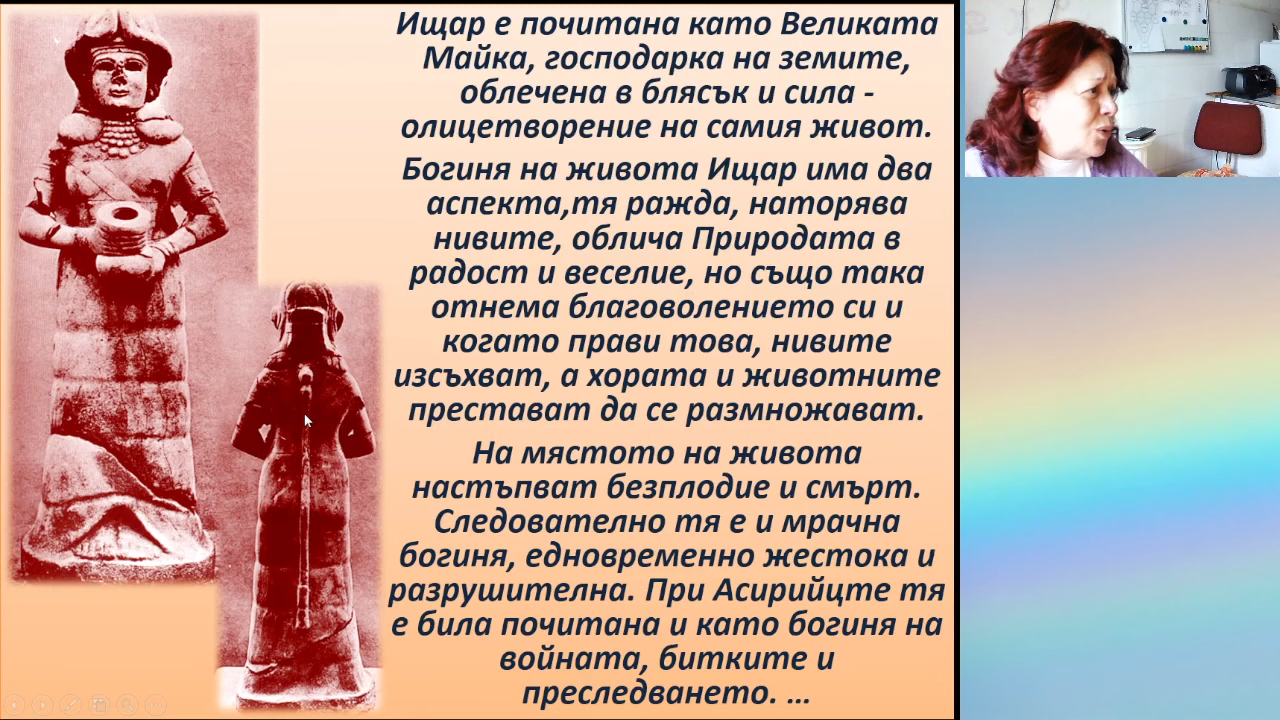 Ищар е почитана като Великата
Майка, господарка на земите,
облечена в блясък и сила -
олицетворение на самия живот.
Богиня на живота Ищар има два
аспекта,тя ражда, наторява
нивите, облича Природата в
радост и веселие, но също така
отнема благоволението си и
когато прави това, нивите
изсъхват, а хората и животните
престават да се размножават.
На мястото на живота
настъпват безплодие и смърт.
Следователно тя е и мрачна
богиня, едновременно жестока и
разрушителна. При Асирийцте тя
е била почитана и като богиня на
войната, битките и
преследването. ...